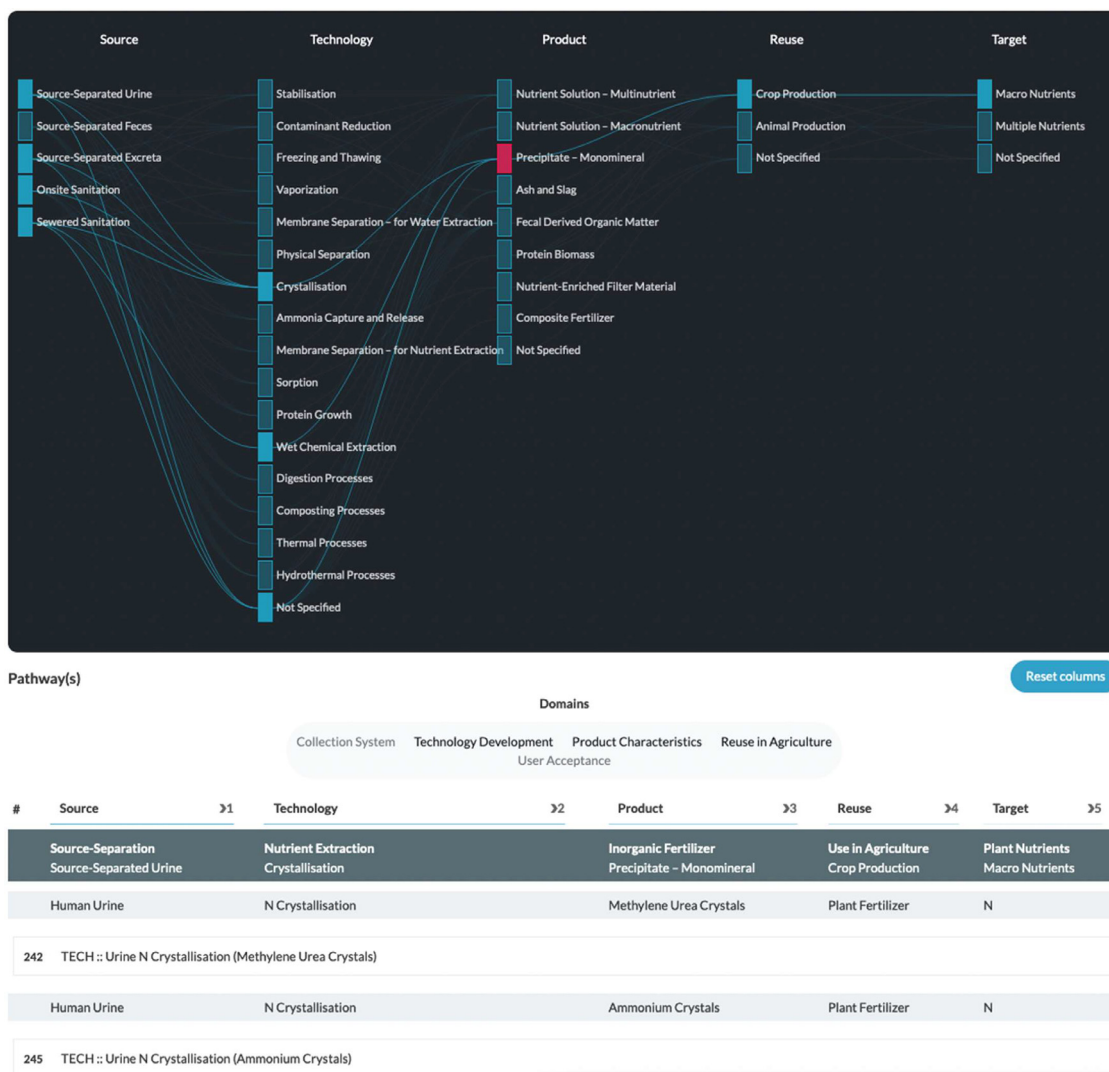 Source Technology Product Reuse Target
Source-Separated Urine
Source-Separated Feces
Source-Separated Excreta
Onsite Sanitation
Sewered Sanitation
Stabilisation
Contaminant Reduction
Freezing and Thawing
Vaporization
Membrane Separation – for Water Extraction
Physical Separation
Crystallisation
Ammonia Capture and Release
Membrane Separation – for Nutrient Extraction
Sorption
Protein Growth
Wet Chemical Extraction
Digestion Processes
Composting Processes
Thermal Processes
Hydrothermal Processes
Not Specified
Nutrient Solution – Multinutrient
Nutrient Solution – Macronutrient
Precipitate – Monomineral
Ash and Slag
Fecal Derived Organic Matter
Protein Biomass
Nutrient-Enriched Filter Material
Composite Fertilizer
Not Specified
Crop Production
Animal Production
Not Specified
Macro Nutrients
Multiple Nutrients
Not Specified
Pathway(s)
Reset columns
Domains
Collection System Technology Development Product Characteristics Reuse in Agriculture
User Acceptance
# Source 1 Technology 2 Product 3 Reuse 4 Target 5
Source-Separation Nutrient Extraction Inorganic Fertilizer Use in Agriculture Plant Nutrients
Source-Separated Urine Crystallisation Precipitate – Monomineral Crop Production Macro Nutrients
Human Urine N Crystallisation Methylene Urea Crystals Plant Fertilizer N
242 TECH :: Urine N Crystallisation (Methylene Urea Crystals)
Human Urine N Crystallisation Ammonium Crystals Plant Fertilizer N
245 TECH :: Urine N Crystallisation (Ammonium Crystals)